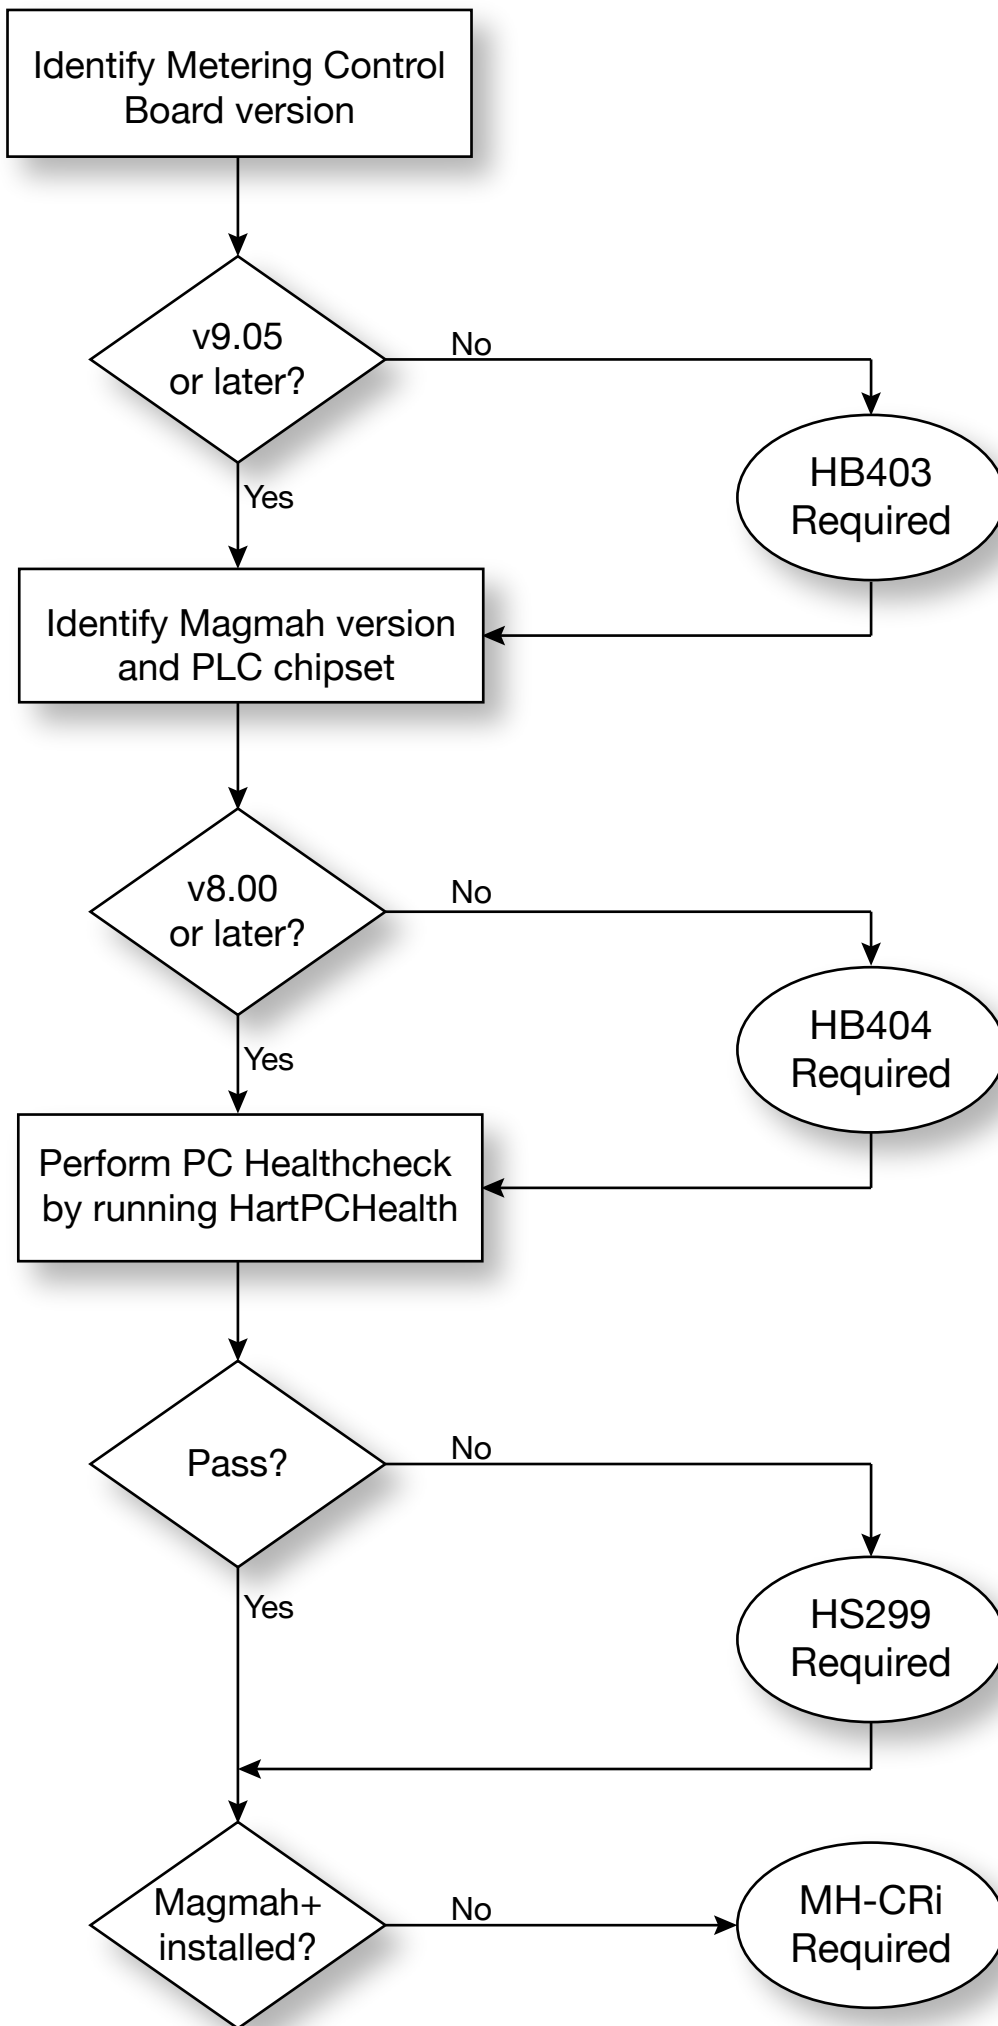 Identify Metering Control
Board version
v9.05
or later?
No
HB403
Required
Yes
Identify Magmah version
and PLC chipset
v8.00
or later?
No
HB404
Required
Yes
Perform PC Healthcheck
by running HartPCHealth
Pass?
No
HS299
Required
Yes
Magmah+
installed?
No
MH-CRi
Required